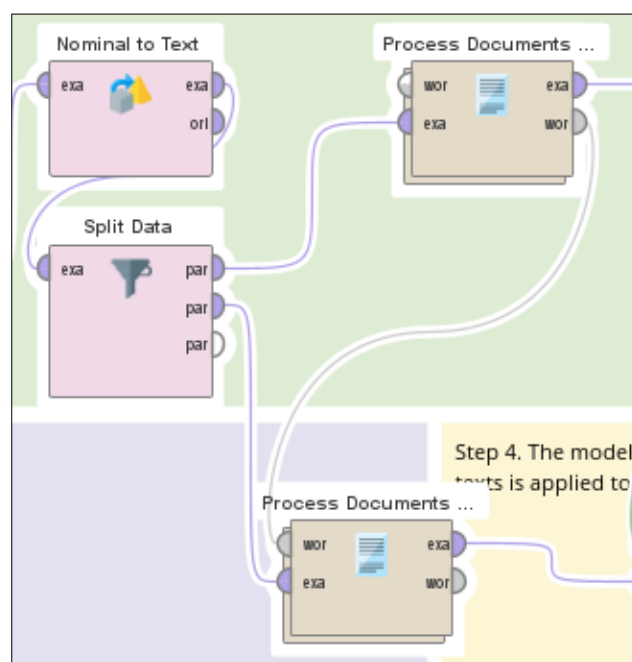 Nominal to Text
exa
exa
ori
Process Documents ...
wor
exa
exa
wor
Split Data
exa
par
par
par
Step 4. The model
texts is applied to
Process Documents ...
wor
exa
exa
wor